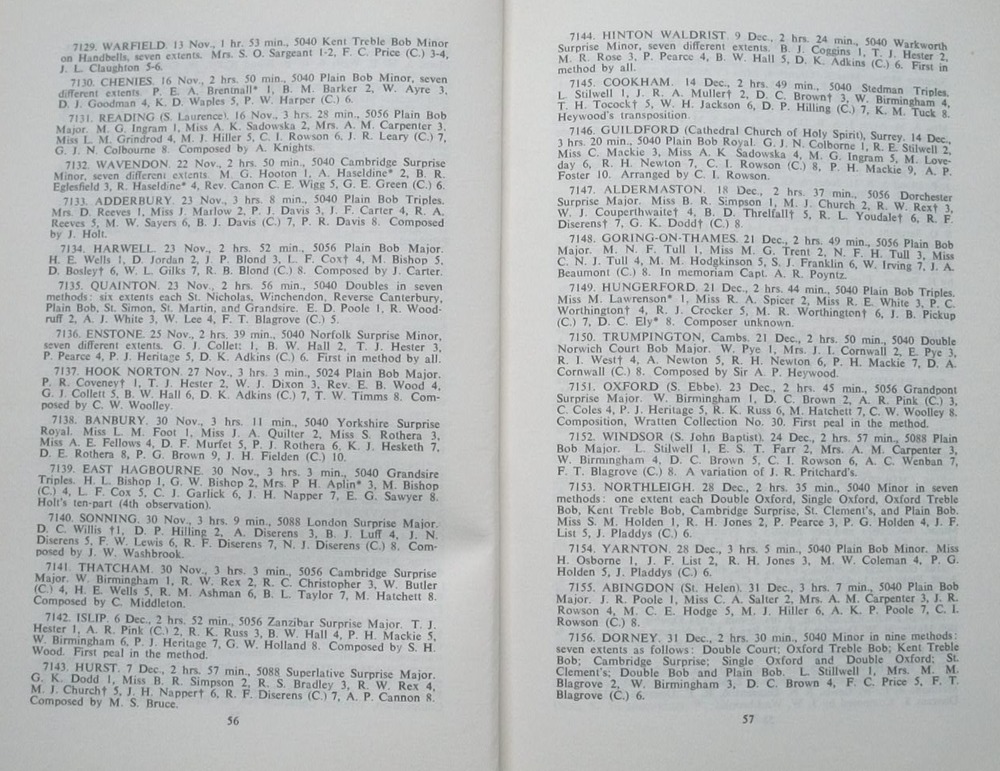 7129. WARFIELD. 13 Nov., 1 hr. 53 min., 5040 Kent Treble Bob Minor
on Handbells, seven extents. Mrs. S. O. Sargeant 1-2, F. C. Price (C.) 3-4,
J. L. Claughton 5-6.
7130. CHENIES. 16 Nov., 2 hrs. 50 min., 5040 Plain Bob Minor, seven
different extents. P. E. A. Brentnall* 1, B. M. Barker 2, W. Ayre 3,
D. J. Goodman 4, K. D. Waples 5, P. W. Harper (C.) 6.
7131. READING (S. Laurence). 16 Nov., 3 hrs. 28 min., 5056 Plain Bob
Major. M. G. Ingram 1, Miss A. K. Sadowska 2, Mrs. A. M. Carpenter 3,
Miss L. M. Grindrod 4, M. J. Hiller 5, C. I. Rowson 6, J. R. Leary (C.) 7,
G. J. N. Colbourne 8. Composed by A. Knights.
7132. WAVENDON. 22 Nov., 2 hrs. 50 min., 5040 Cambridge Surprise
Minor, seven different extents. M. G. Hooton 1, A. Haseldine* 2, B. R.
Eglesfield 3, R. Haseldine* 4, Rev. Canon C. E. Wigg 5, G. E. Green (C.) 6.
7133. ADDERBURY. 23 Nov., 3 hrs. 8 min., 5040 Plain Bob Triples.
Mrs. D. Reeves 1, Miss J. Marlow 2, P. J. Davis 3, J. F. Carter 4, R. A.
Reeves 5, M. W. Sayers 6, B. J. Davis (C.) 7, P. R. Davis 8. Composed
by J. Holt.
7134. HARWELL. 23 Nov., 2 hrs. 52 min., 5056 Plain Bob Major.
H. E. Wells 1, D. Jordan 2, J. P. Blond 3, L. F. Cox† 4, M. Bishop 5,
D. Bosley† 6, W. L. Gilks 7, R. B. Blond (C.) 8. Composed by J. Carter.
7135. QUAINTON. 23 Nov., 2 hrs. 56 min., 5040 Doubles in seven
methods: six extents each St. Nicholas, Winchendon, Reverse Canterbury,
Plain Bob, St. Simon, St. Martin, and Grandsire. E. D. Poole 1, R. Wood-
ruff 2, A. J. White 3, W. Lee 4, F. T. Blagrove (C.) 5.
7136. ENSTONE. 25 Nov., 2 hrs. 39 min., 5040 Norfolk Surprise Minor,
seven different extents. G. J. Collett 1, B. W. Hall 2, T. J. Hester 3,
P. Pearce 4, P. J. Heritage 5, D. K. Adkins (C.) 6. First in method by all.
7137. HOOK NORTON. 27 Nov., 3 hrs. 3 min., 5024 Plain Bob Major.
P. R. Coveney† 1, T. J. Hester 2, W. J. Dixon 3, Rev. E. B. Wood 4,
G. J. Collett 5, B. W. Hall 6, D. K. Adkins (C.) 7, T. W. Timms 8. Com-
posed by C. W. Woolley.
7138. BANBURY. 30 Nov., 3 hrs. 11 min., 5040 Yorkshire Surprise
Royal. Miss L. M. Foot 1, Miss J. A. Quilter 2, Miss S. Rothera 3,
Miss A. E. Fellows 4, D. F. Murfet 5, P. J. Rothera 6, K. J. Hesketh 7,
D. E. Rothera 8, P. G. Brown 9, J. H. Fielden (C.) 10.
7139. EAST HAGBOURNE. 30 Nov., 3 hrs. 3 min., 5040 Grandsire
Triples. H. L. Bishop 1, G. W. Bishop 2, Mrs. P. H. Aplin* 3, M. Bishop
(C.) 4, L. F. Cox 5, C. J. Garlick 6, J. H. Napper 7, E. G. Sawyer 8.
Holt's ten-part (4th observation).
7140. SONNING. 30 Nov., 3 hrs. 9 min., 5088 London Surprise Major.
D. C. Willis †1, D. P. Hilling 2, A. Diserens 3, B. J. Luff 4, J. N.
Diserens 5, F. W. Lewis 6, R. F. Diserens 7, N. J. Diserens (C.) 8. Com-
posed by J. W. Washbrook.
7141. THATCHAM. 30 Nov., 3 hrs. 3 min., 5056 Cambridge Surprise
Major. W. Birmingham 1, R. W. Rex 2, R. C. Christopher 3, W. Butler
(C.) 4, H. E. Wells 5, R. M. Ashman 6, B. L. Taylor 7, M. Hatchett 8.
Composed by C. Middleton.
7142. ISLIP. 6 Dec., 2 hrs. 52 min., 5056 Zanzibar Surprise Major. T. J.
Hester 1, A. R. Pink (C.) 2, R. K. Russ 3, B. W. Hall 4, P. H. Mackie 5,
W. Birmingham 6, P. J. Heritage 7, G. W. Holland 8. Composed by S. H.
Wood. First peal in the method.
7143. HURST. 7 Dec., 2 hrs. 57 min., 5088 Superlative Surprise Major.
G. K. Dodd 1, Miss B. R. Simpson 2, R. S. Bradley 3, R. W. Rex 4,
M. J. Church† 5, J. H. Nappert† 6, R. F. Diserens (C.) 7, A. P. Cannon 8.
Composed by M. S. Bruce.
56
7144. HINTON WALDRIST. 9 Dec., 2 hrs. 24 min., 5040 Warkworth
Surprise Minor, seven different extents. B. J. Coggins 1, T. J. Hester 2,
M. R. Rose 3, P. Pearce 4, B. W. Hall 5, D. K. Adkins (C.) 6. First in
method by all.
7145. COOKHAM. 14 Dec., 2 hrs. 49 min., 5040 Stedman Triples.
L. Stilwell 1, J. R. A. Muller† 2, D. C. Brown† 3, W. Birmingham 4,
T. H. Tocock† 5, W. H. Jackson 6, D. P. Hilling (C.) 7, K. M. Tuck 8.
Heywood's transposition.
7146. GUILDFORD (Cathedral Church of Holy Spirit), Surrey. 14 Dec.,
3 hrs. 20 min., 5040 Plain Bob Royal. G. J. N. Colborne 1, R. E. Stilwell 2,
Miss C. Mackie 3, Miss A. K. Sadowska 4, M. G. Ingram 5, M. Love-
day 6, R. H. Newton 7, C. I. Rowson (C.) 8, P. H. Mackie 9, A. P.
Foster 10. Arranged by C. I. Rowson.
7147. ALDERMASTON. 18 Dec., 2 hrs. 37 min., 5056 Dorchester
Surprise Major. Miss B. R. Simpson 1, M. J. Church 2, R. W. Rex† 3,
W. J. Couperthwaite† 4, B. D. Threlfall† 5, R. L. Youdale† 6, R. F.
Diserens† 7, G. K. Dodd† (C.) 8.
7148. GORING-ON-THAMES. 21 Dec., 2 hrs. 49 min., 5056 Plain Bob
Major. M. N. F. Tull 1, Miss M. G. Trent 2, N. F. H. Tull 3, Miss
C. N. J. Tull 4, M. M. Hodgkinson 5, S. J. Franklin 6, W. Irving 7, J. A.
Beaumont (C.) 8. In memoriam Capt. A. R. Poyntz.
7149. HUNGERFORD. 21 Dec., 2 hrs. 44 min., 5040 Plain Bob Triples.
Miss M. Lawrenson* 1, Miss R. A. Spicer 2, Miss R. E. White 3, P. C.
Worthington† 4, R. J. Crocker 5, M. R. Worthington† 6, J. B. Pickup
(C.) 7, D. C. Ely* 8. Composer unknown.
7150. TRUMPINGTON, Cambs. 21 Dec., 2 hrs. 50 min., 5040 Double
Norwich Court Bob Major. W. Pye 1, Mrs. J. I. Cornwall 2, E. Pye 3,
R. I. West† 4, A. Newton 5, R. H. Newton 6, P. H. Mackie 7, D. A.
Cornwall (C.) 8. Composed by Sir A. P. Heywood.
7151. OXFORD (S. Ebbe). 23 Dec., 2 hrs. 45 min., 5056 Grandpont
Surprise Major. W. Birmingham 1, D. C. Brown 2, A. R. Pink (C.) 3,
C. Coles 4, P. J. Heritage 5, R. K. Russ 6, M. Hatchett 7, C. W. Woolley 8.
Composition, Wratten Collection No. 30. First peal in the method.
7152. WINDSOR (S. John Baptist). 24 Dec., 2 hrs. 57 min., 5088 Plain
Bob Major. L. Stilwell 1, E. S. T. Farr 2, Mrs. A. M. Carpenter 3,
W. Birmingham 4, D. C. Brown 5, C. I. Rowson 6, A. C. Wenban 7,
F. T. Blagrove (C.) 8. A variation of J. R. Pritchard's.
7153. NORTHLEIGH. 28 Dec., 2 hrs. 35 min., 5040 Minor in seven
methods: one extent each Double Oxford, Single Oxford, Oxford Treble
Bob, Kent Treble Bob, Cambridge Surprise, St. Clement's, and Plain Bob.
Miss S. M. Holden 1, R. H. Jones 2, P. Pearce 3, P. G. Holden 4, J. F.
List 5, J. Pladdys (C.) 6.
7154. YARNTON. 28 Dec., 3 hrs. 5 min., 5040 Plain Bob Minor. Miss
H. Osborne 1, J. F. List 2, R. H. Jones 3, M. W. Coleman 4, P. G.
Holden 5, J. Pladdys (C.) 6.
7155. ABINGDON (St. Helen). 31 Dec., 3 hrs. 7 min., 5040 Plain Bob
Major. J. R. Poole 1, Miss C. A. Salter 2, Mrs. A. M. Carpenter 3, J. R.
Rowson 4, M. C. E. Hodge 5, M. J. Hiller 6, A. K. P. Poole 7, C. I.
Rowson (C.) 8.
7156. DORNEY. 31 Dec., 2 hrs. 30 min., 5040 Minor in nine methods:
seven extents as follows: Double Court; Oxford Treble Bob; Kent Treble
Bob; Cambridge Surprise; Single Oxford and Double Oxford; St.
Clement's; Double Bob and Plain Bob. L. Stillwell 1, Mrs. M. M.
Blagrove 2, W. Birmingham 3, D. C. Brown 4, F. C. Price 5, F. T.
Blagrove (C.) 6.
57